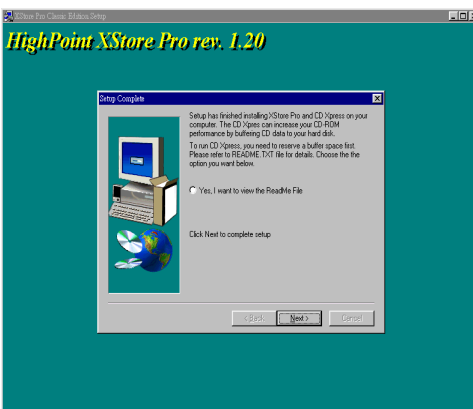 XStore Pro Classic Edition Setup
HighPoint XStore Pro rev. 1.20
Setup Complete
Setup has finished installing XStore Pro and CD Xpress on your
computer. The CD Xpres can increase your CD-ROM
performance by buffering CD data to your hard disk.
To run CD Xpress, you need to reserve a buffer space first.
Please refer to README.TXT file for details. Choose the the
option you want below.
Yes, I want to view the ReadMe File
Click Next to complete setup
< Back
Next >
Cancel